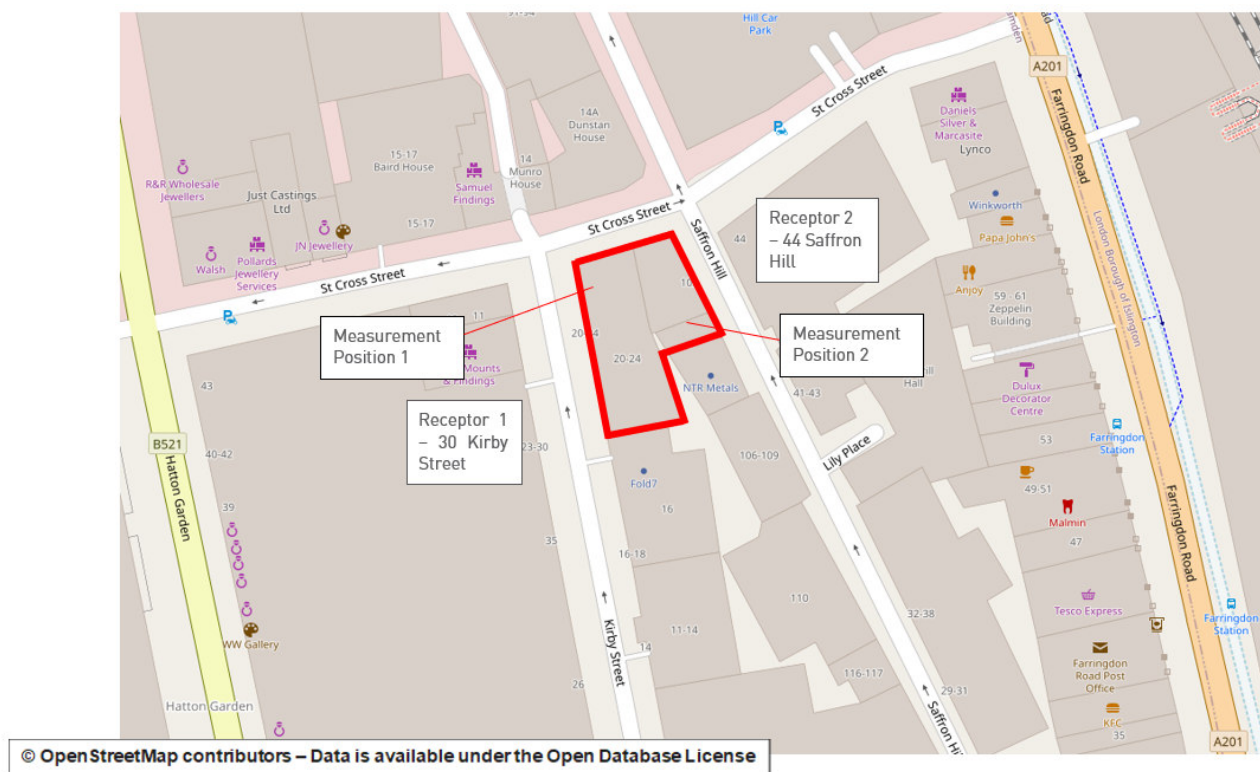 91-94
Hill Car
Park
Camden
Road
A201
14A
Dunstan
House
St Cross Street
Daniels
Silver &
Marcasite
Lynco
Farringdon Road
15-17
Baird House
14
Munro
House
R&R Wholesale
Jewellers
Just Castings
Ltd
Samuel
Findings
15-17
Winkworth
London Borough of Islington
JN Jewellery
St Cross Street
Receptor 2
– 44 Saffron
Hill
44
Saffron Hill
Papa John's
Walsh
Pollards
Jewellery
Services
St Cross Street
Anjoy
59 - 61
Zeppelin
Building
10
11
Measurement
Position 1
20-24
20-24
Measurement
Position 2
Mounts
& Findings
NTR Metals
41-43
Hall
Dulux
Decorator
Centre
43
Receptor 1
– 30 Kirby
Street
23-30
B521
Hatton Garden
40-42
106-109
Lily Place
53
Farringdon
Station
39
Fold7
49-51
Malmin
16
35
16-18
47
Farringdon Road
110
32-38
Tesco Express
Farringdon
Station
WW Gallery
Kirby Street
11-14
14
Farringdon
Road Post
Office
26
116-117
29-31
Hatton Garden
Saffron Hil
KFC
35
A201
© OpenStreetMap contributors – Data is available under the Open Database License